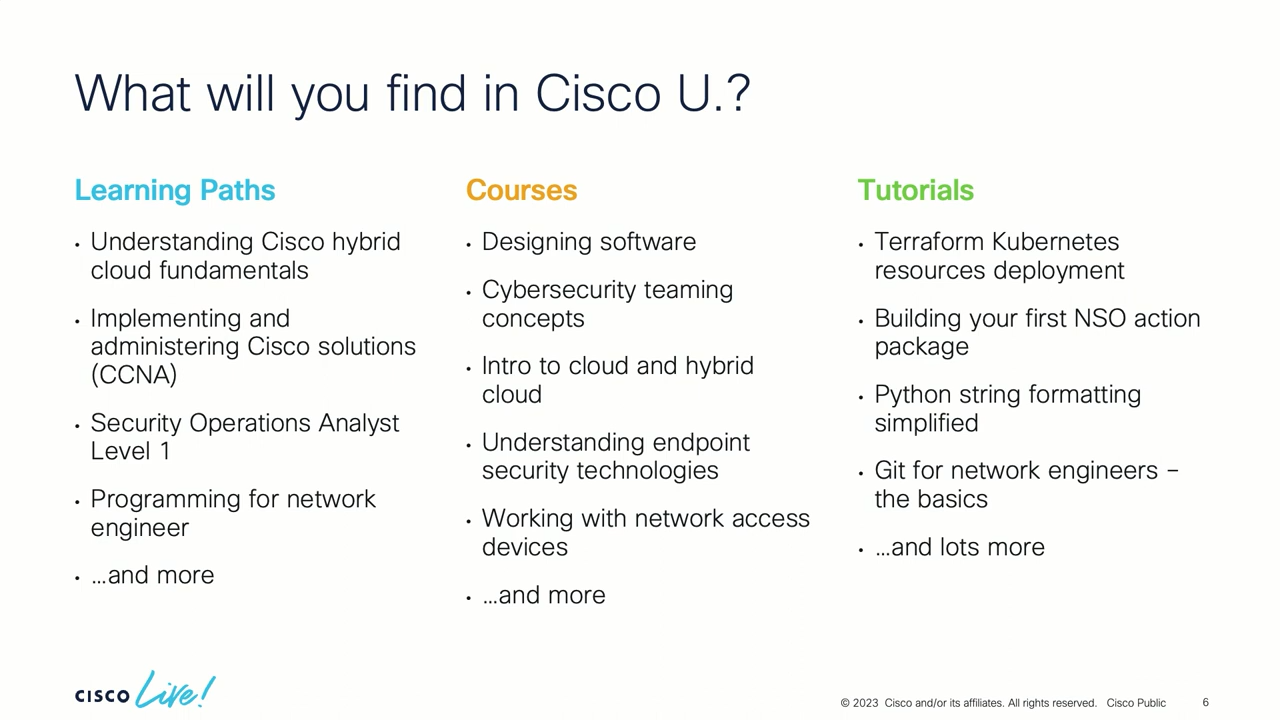 What will you find in Cisco U.?
Learning Paths
• Understanding Cisco hybrid
cloud fundamentals
• Implementing and
administering Cisco solutions
(CCNA)
• Security Operations Analyst
Level 1
• Programming for network
engineer
• …and more
Courses
• Designing software
• Cybersecurity teaming
concepts
• Intro to cloud and hybrid
cloud
• Understanding endpoint
security technologies
• Working with network access
devices
• …and more
Tutorials
• Terraform Kubernetes
resources deployment
• Building your first NSO action
package
• Python string formatting
simplified
• Git for network engineers –
the basics
• …and lots more
CISCO Live!
© 2023 Cisco and/or its affiliates. All rights reserved. Cisco Public 6